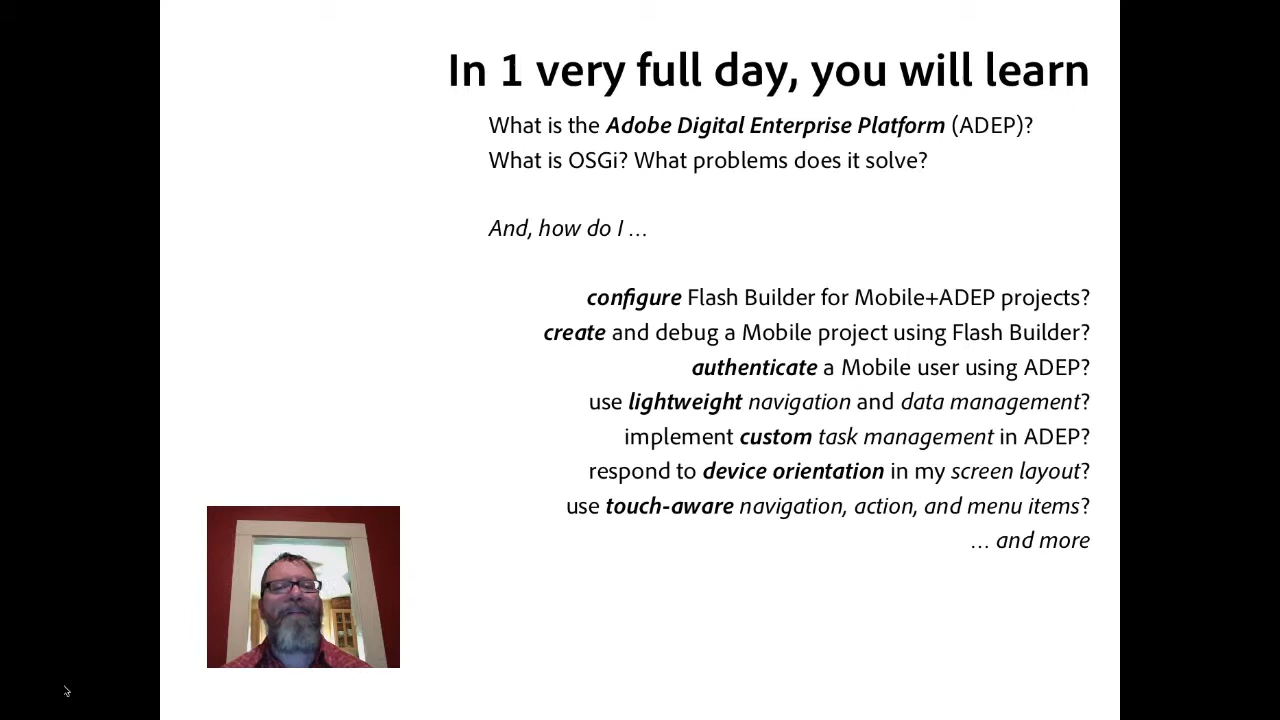 In 1 very full day, you will learn
What is the Adobe Digital Enterprise Platform (ADEP)?
What is OSGi? What problems does it solve?
And, how do I …
configure Flash Builder for Mobile+ADEP projects?
create and debug a Mobile project using Flash Builder?
authenticate a Mobile user using ADEP?
use lightweight navigation and data management?
implement custom task management in ADEP?
respond to device orientation in my screen layout?
use touch-aware navigation, action, and menu items?
… and more